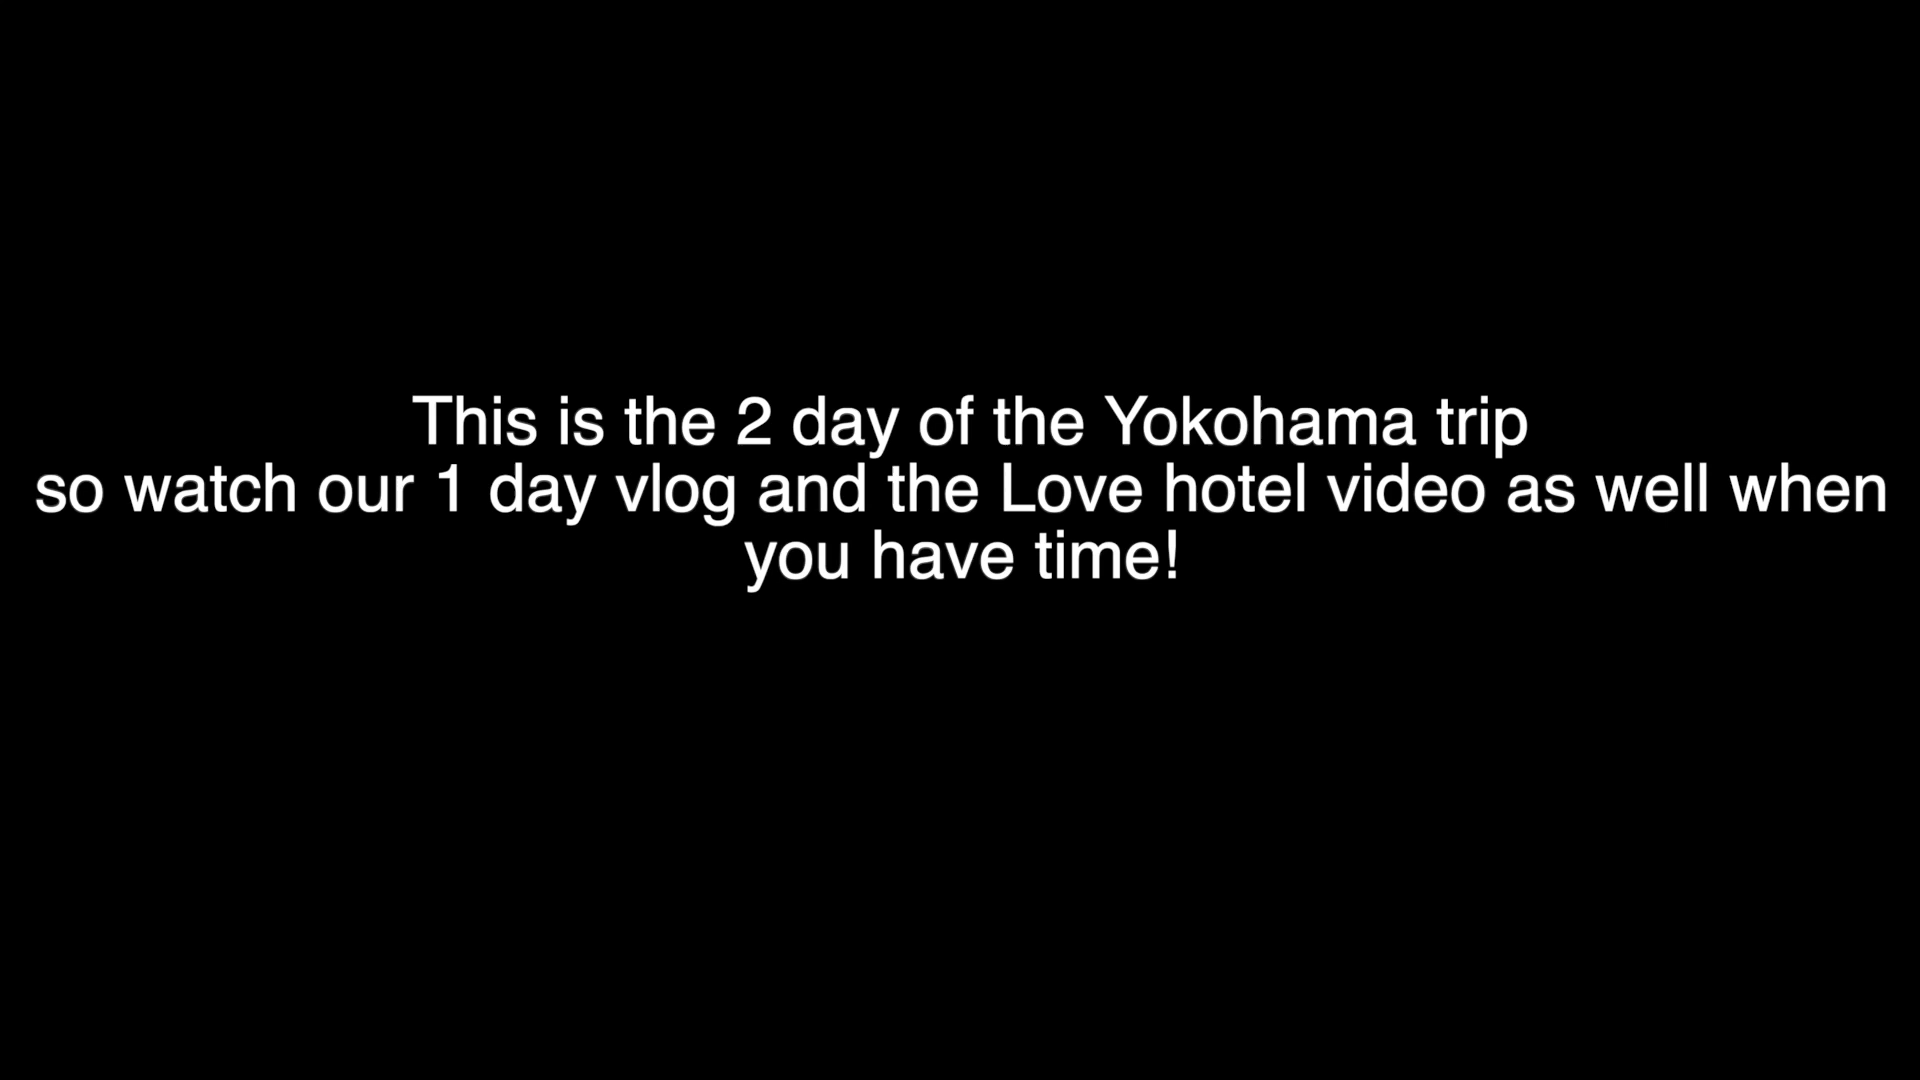 This is the 2 day of the Yokohama trip
so watch our 1 day vlog and the Love hotel video as well when
you have time!